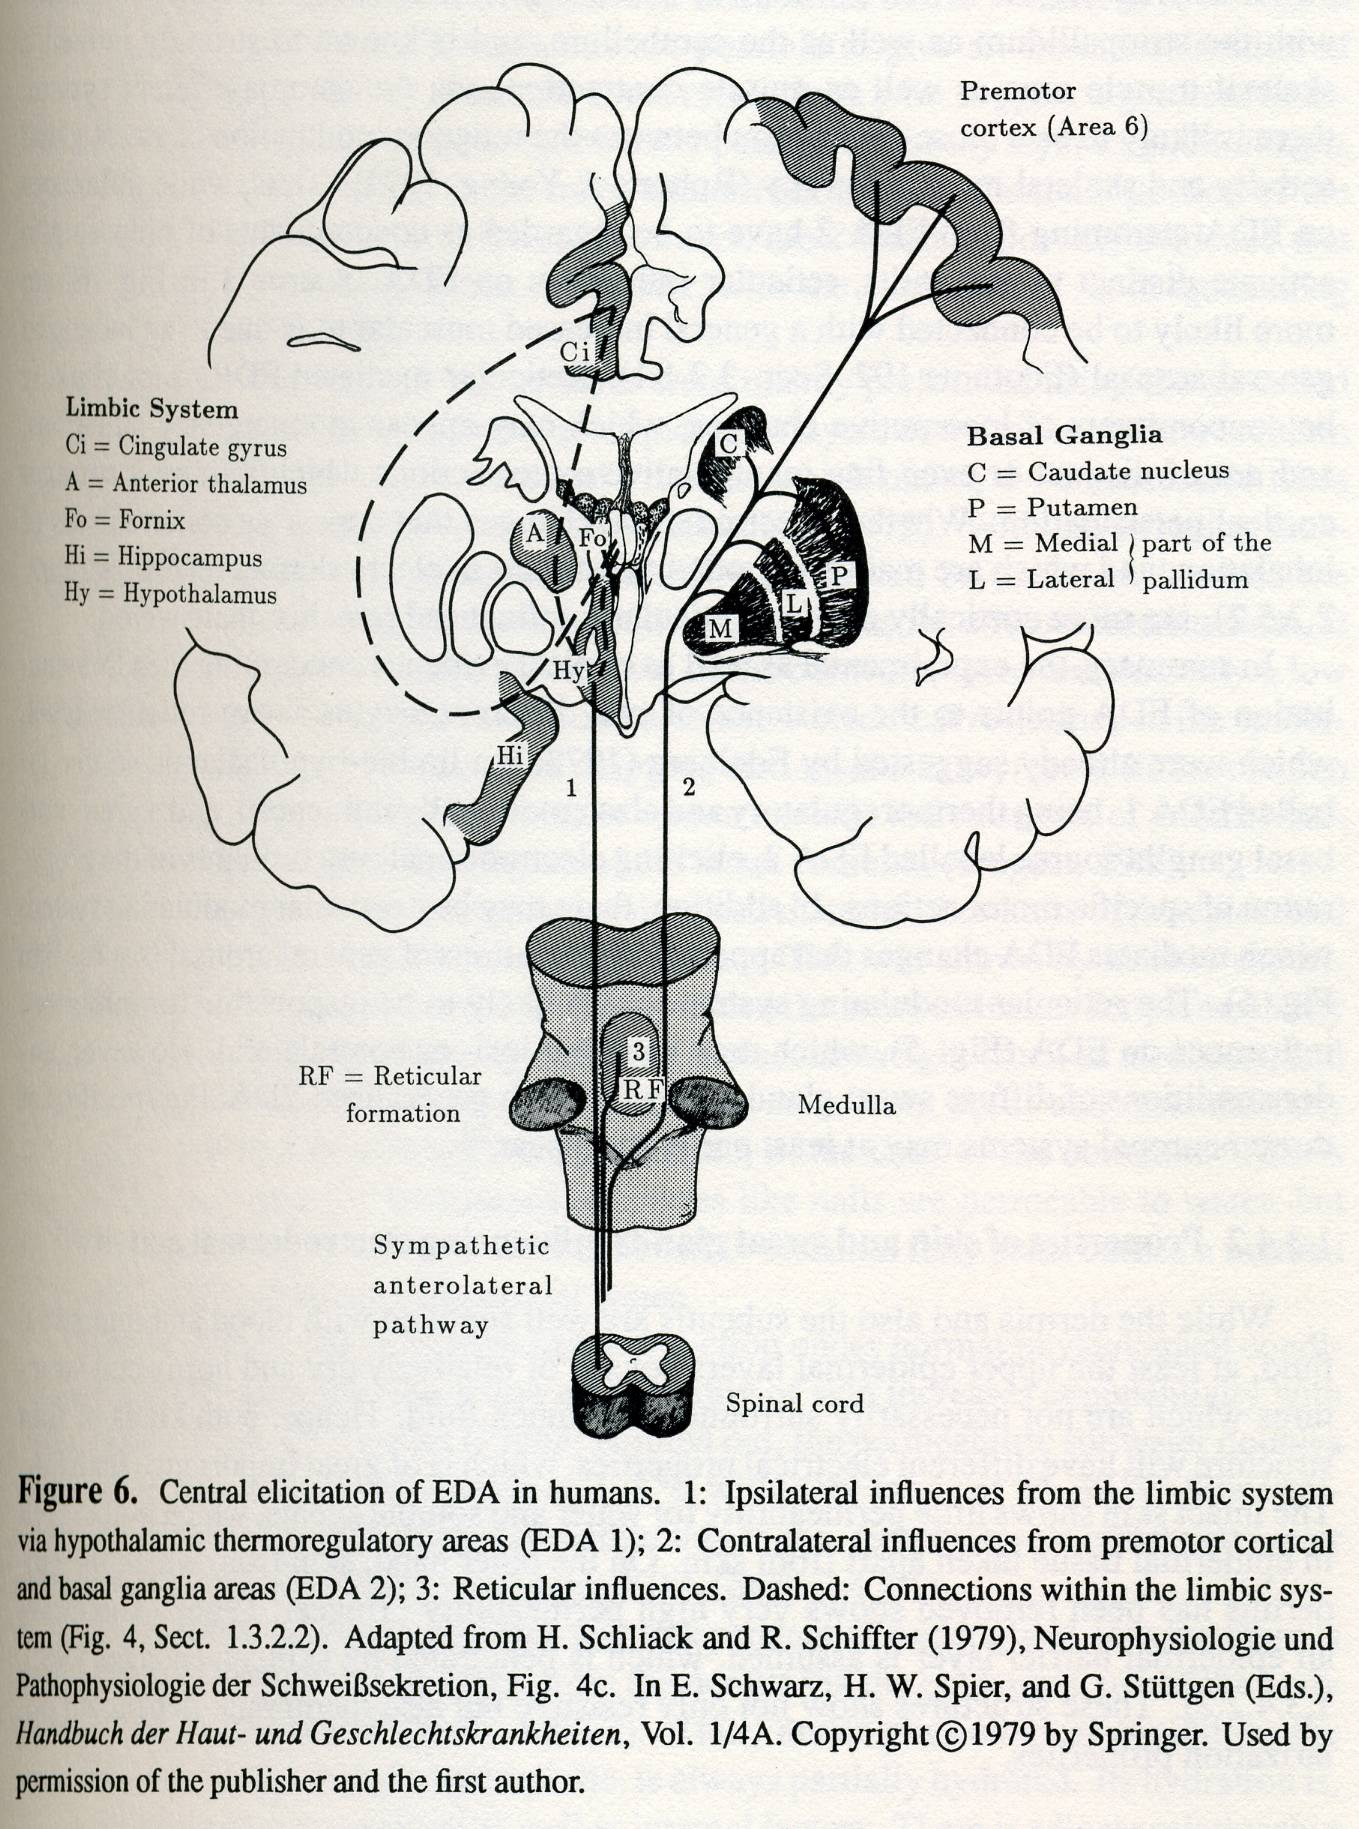 Premotor
cortex (Area 6)
Ci
Limbic System
Ci = Cingulate gyrus
A = Anterior thalamus
Fo = Fornix
Hi = Hippocampus
Hy = Hypothalamus
C
Basal Ganglia
C = Caudate nucleus
P = Putamen
M = Medial } part of the
L = Lateral } pallidum
A
Fo
P
L
M
Hy
Hi
1
2
3
RF
RF = Reticular
formation
Medulla
Sympathetic
anterolateral
pathway
Spinal cord
Figure 6. Central elicitation of EDA in humans. 1: Ipsilateral influences from the limbic system
via hypothalamic thermoregulatory areas (EDA 1); 2: Contralateral influences from premotor cortical
and basal ganglia areas (EDA 2); 3: Reticular influences. Dashed: Connections within the limbic sys-
tem (Fig. 4, Sect. 1.3.2.2). Adapted from H. Schliack and R. Schiffter (1979), Neurophysiologie und
Pathophysiologie der Schweißsekretion, Fig. 4c. In E. Schwarz, H. W. Spier, and G. Stüttgen (Eds.),
Handbuch der Haut- und Geschlechtskrankheiten, Vol. 1/4A. Copyright ©1979 by Springer. Used by
permission of the publisher and the first author.